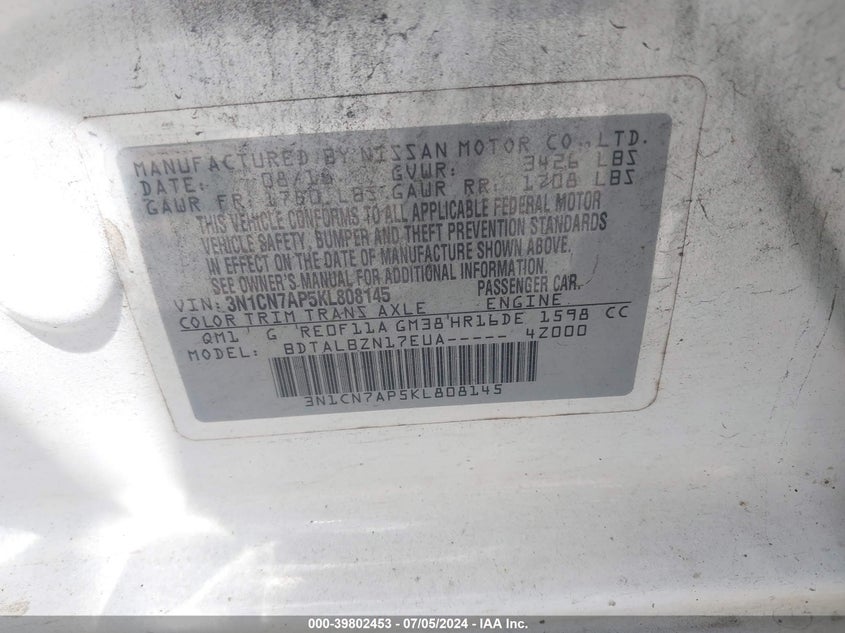 MANUFACTURED BY NISSAN MOTOR CO.,LTD.
DATE: 08/18 GVWR: 3426 LBS
GAWR FR: 1760 LBS GAWR RR: 1708 LBS
THIS VEHICLE CONFORMS TO ALL APPLICABLE FEDERAL MOTOR
VEHICLE SAFETY, BUMPER AND THEFT PREVENTION STANDARDS
IN EFFECT ON THE DATE OF MANUFACTURE SHOWN ABOVE.
SEE OWNER'S MANUAL FOR ADDITIONAL INFORMATION.
VIN: 3N1CN7AP5KL808145 PASSENGER CAR.
COLOR TRIM TRANS AXLE ENGINE
QM1 G RE0F11A GM38 HR16DE 1598 CC
MODEL: BDTALBZN17EUA----- 4Z000
3N1CN7AP5KL808145
000-39802453 - 07/05/2024 - IAA Inc.